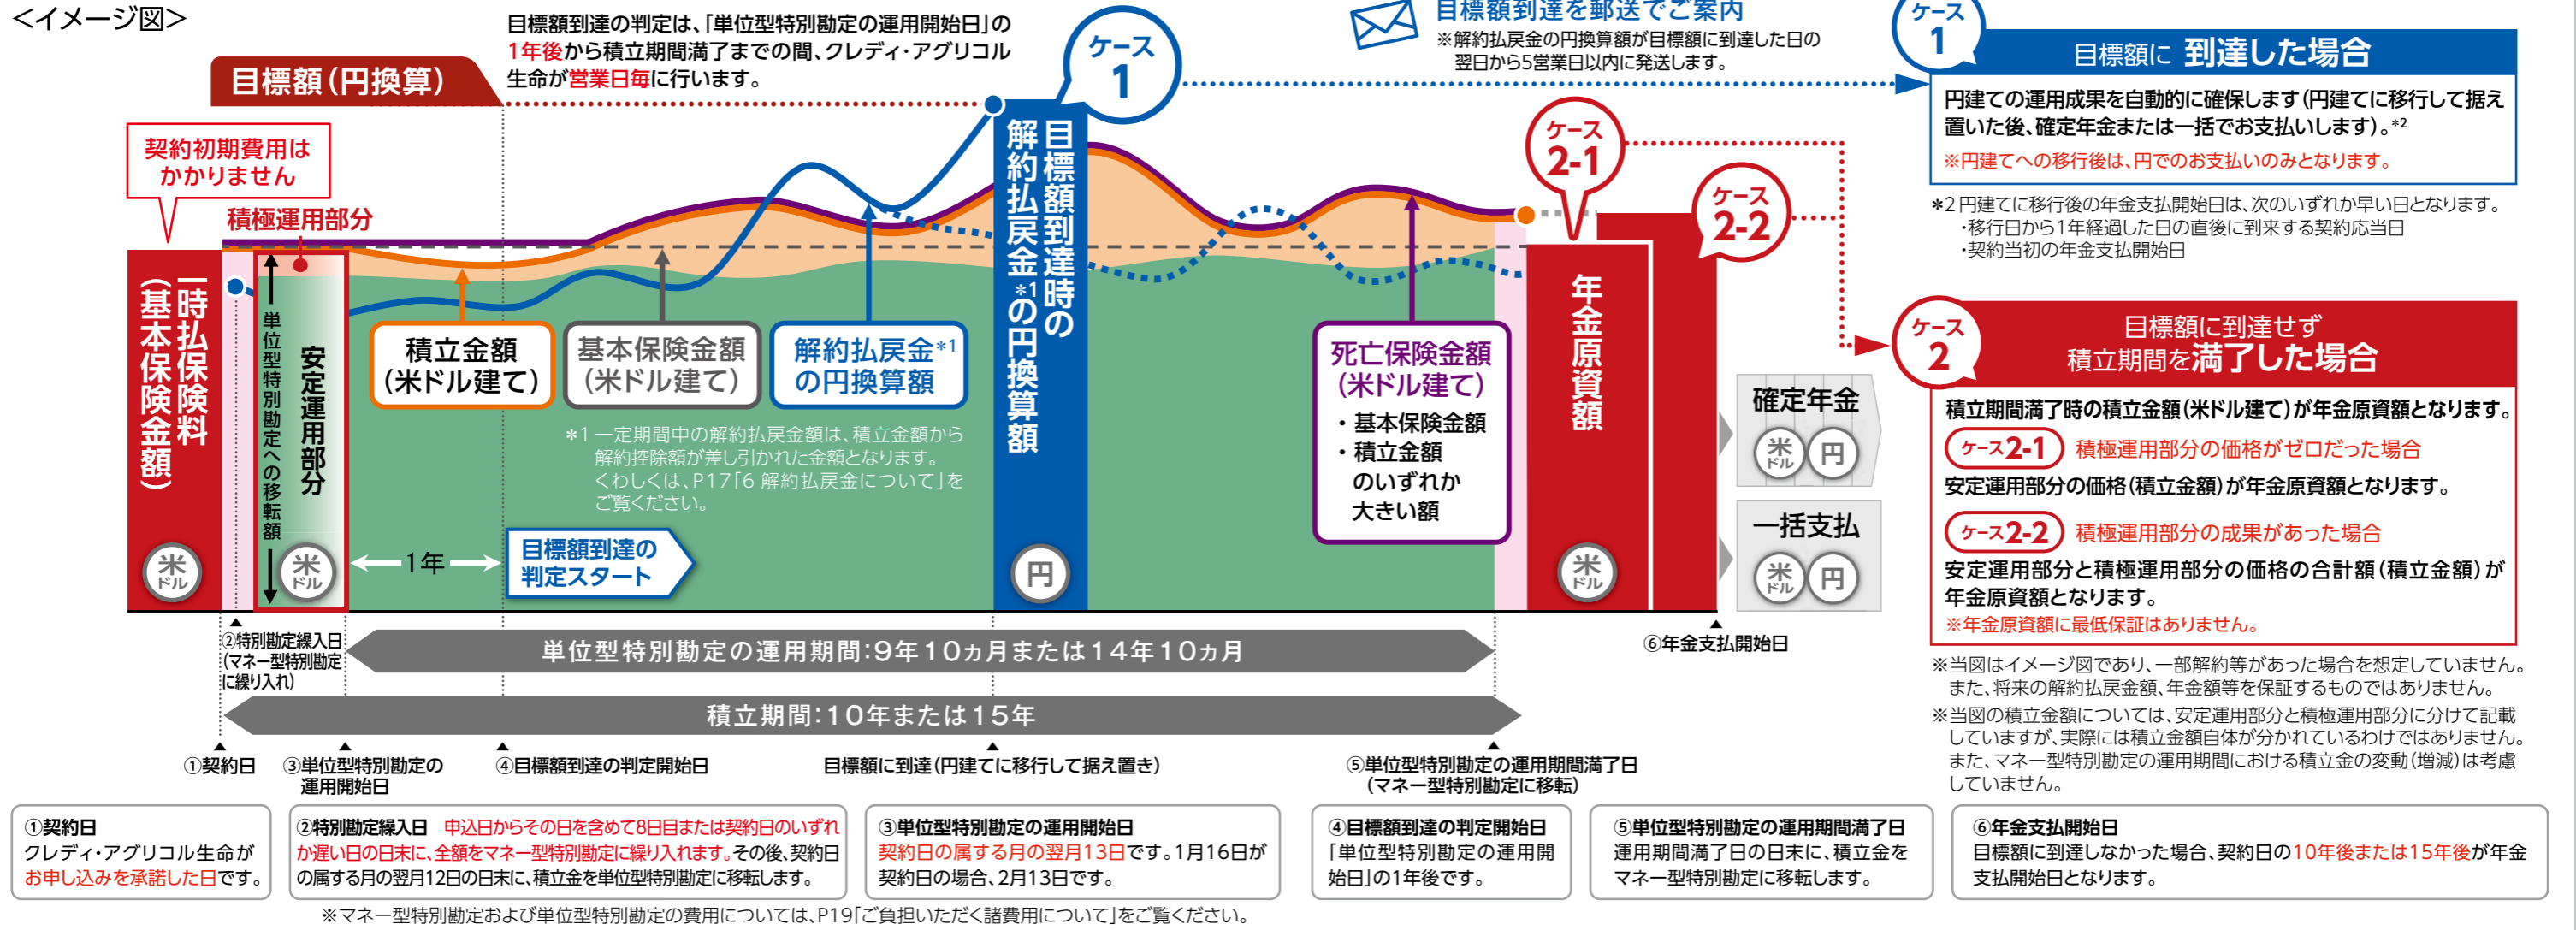 ＜イメージ図＞
目標額到達の判定は、「単位型特別勘定の運用開始日」の
1年後から積立期間満了までの間、クレディ・アグリコル
生命が営業日毎に行います。
目標額（円換算）
契約初期費用は
かかりません
積極運用部分
一時払保険料
（基本保険金額）
米
ドル
単位型特別勘定への移転額
安定運用部分
米
ドル
積立金額
（米ドル建て）
基本保険金額
（米ドル建て）
解約払戻金*1
の円換算額
*1 一定期間中の解約払戻金額は、積立金額から
解約控除額が差し引かれた金額となります。
くわしくは、P17「6 解約払戻金について」を
ご覧ください。
1年
目標額到達の
判定スタート
ケース
1
目標額到達時の
解約払戻金*1の円換算額
円
目標額到達を郵送でご案内
※解約払戻金の円換算額が目標額に到達した日の
翌日から5営業日以内に発送します。
死亡保険金額
（米ドル建て）
・基本保険金額
・積立金額
のいずれか
大きい額
ケース
2-1
ケース
2-2
年金原資額
米
ドル
確定年金
米
ドル
円
一括支払
米
ドル
円
ケース
1
目標額に 到達した場合
円建ての運用成果を自動的に確保します（円建てに移行して据え
置いた後、確定年金または一括でお支払いします）。*2
※円建てへの移行後は、円でのお支払いのみとなります。
*2 円建てに移行後の年金支払開始日は、次のいずれか早い日となります。
・移行日から1年経過した日の直後に到来する契約応当日
・契約当初の年金支払開始日
ケース
2
目標額に到達せず
積立期間を満了した場合
積立期間満了時の積立金額（米ドル建て）が年金原資額となります。
ケース2-1 積極運用部分の価格がゼロだった場合
安定運用部分の価格（積立金額）が年金原資額となります。
ケース2-2 積極運用部分の成果があった場合
安定運用部分と積極運用部分の価格の合計額（積立金額）が
年金原資額となります。
※年金原資額に最低保証はありません。
※当図はイメージ図であり、一部解約等があった場合を想定していません。
また、将来の解約払戻金額、年金額等を保証するものではありません。
※当図の積立金額については、安定運用部分と積極運用部分に分けて記載
していますが、実際には積立金額自体が分かれているわけではありません。
また、マネー型特別勘定の運用期間における積立金の変動（増減）は考慮
していません。
②特別勘定繰入日
（マネー型特別勘定
に繰り入れ）
単位型特別勘定の運用期間：9年10ヵ月または14年10ヵ月
⑥年金支払開始日
積立期間：10年または15年
①契約日
③単位型特別勘定の
運用開始日
④目標額到達の判定開始日
目標額に到達（円建てに移行して据え置き）
⑤単位型特別勘定の運用期間満了日
（マネー型特別勘定に移転）
①契約日
クレディ・アグリコル生命が
お申し込みを承諾した日です。
②特別勘定繰入日 申込日からその日を含めて8日目または契約日のいずれ
か遅い日の日末に、全額をマネー型特別勘定に繰り入れます。その後、契約日
の属する月の翌月12日の日末に、積立金を単位型特別勘定に移転します。
③単位型特別勘定の運用開始日
契約日の属する月の翌月13日です。1月16日が
契約日の場合、2月13日です。
④目標額到達の判定開始日
「単位型特別勘定の運用開
始日」の1年後です。
⑤単位型特別勘定の運用期間満了日
運用期間満了日の日末に、積立金を
マネー型特別勘定に移転します。
⑥年金支払開始日
目標額に到達しなかった場合、契約日の10年後または15年後が年金
支払開始日となります。
※マネー型特別勘定および単位型特別勘定の費用については、P19「ご負担いただく諸費用について」をご覧ください。